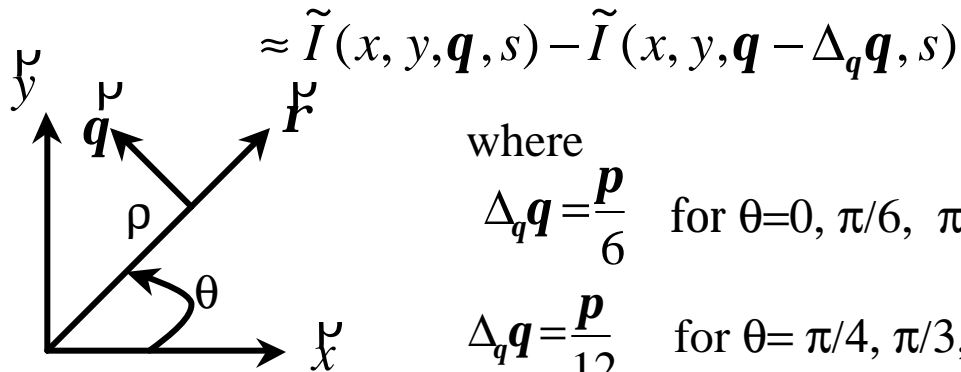 ≈ Ĩ (x, y, q, s) − Ĩ (x, y, q − Δ_q q, s)
y
q
r
where
Δ_q q = p/6 for θ=0, π/6, π
ρ
θ
Δ_q q = p/12 for θ= π/4, π/3,
x